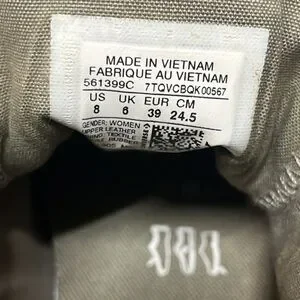 MADE IN VIETNAM
FABRIQUE AU VIETNAM
561399C 7TQVCBQK00567
US UK EUR CM
8 6 39 24.5
GENDER: WOMEN
UPPER LEATHER
RUBBER